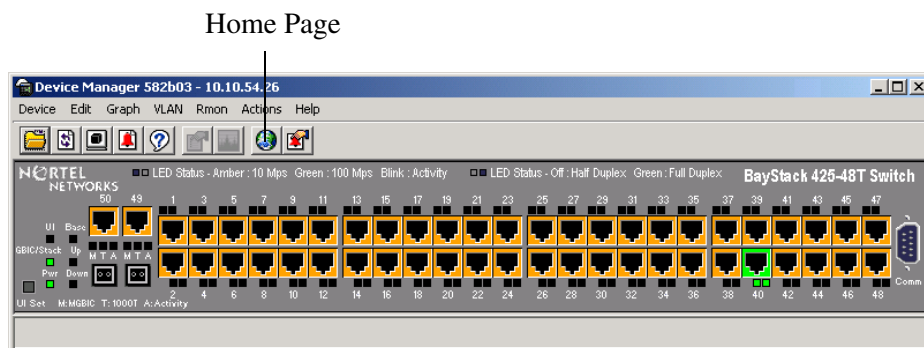 Home Page
Device Manager 582b03 - 10.10.54.26
Device Edit Graph VLAN Rmon Actions Help
NORTEL NETWORKS
LED Status - Amber : 10 Mps Green : 100 Mps Blink : Activity
LED Status - Off : Half Duplex Green : Full Duplex
BayStack 425-48T Switch
50 49 1 3 5 7 9 11 13 15 17 19 21 23 25 27 29 31 33 35 37 39 41 43 45 47
UI Base
GBIC/Stack Up M T A M T A
Pwr Down
Comm
2 4 6 8 10 12 14 16 18 20 22 24 26 28 30 32 34 36 38 40 42 44 46 48
UI Set M:MGBIC T:1000T A:Activity